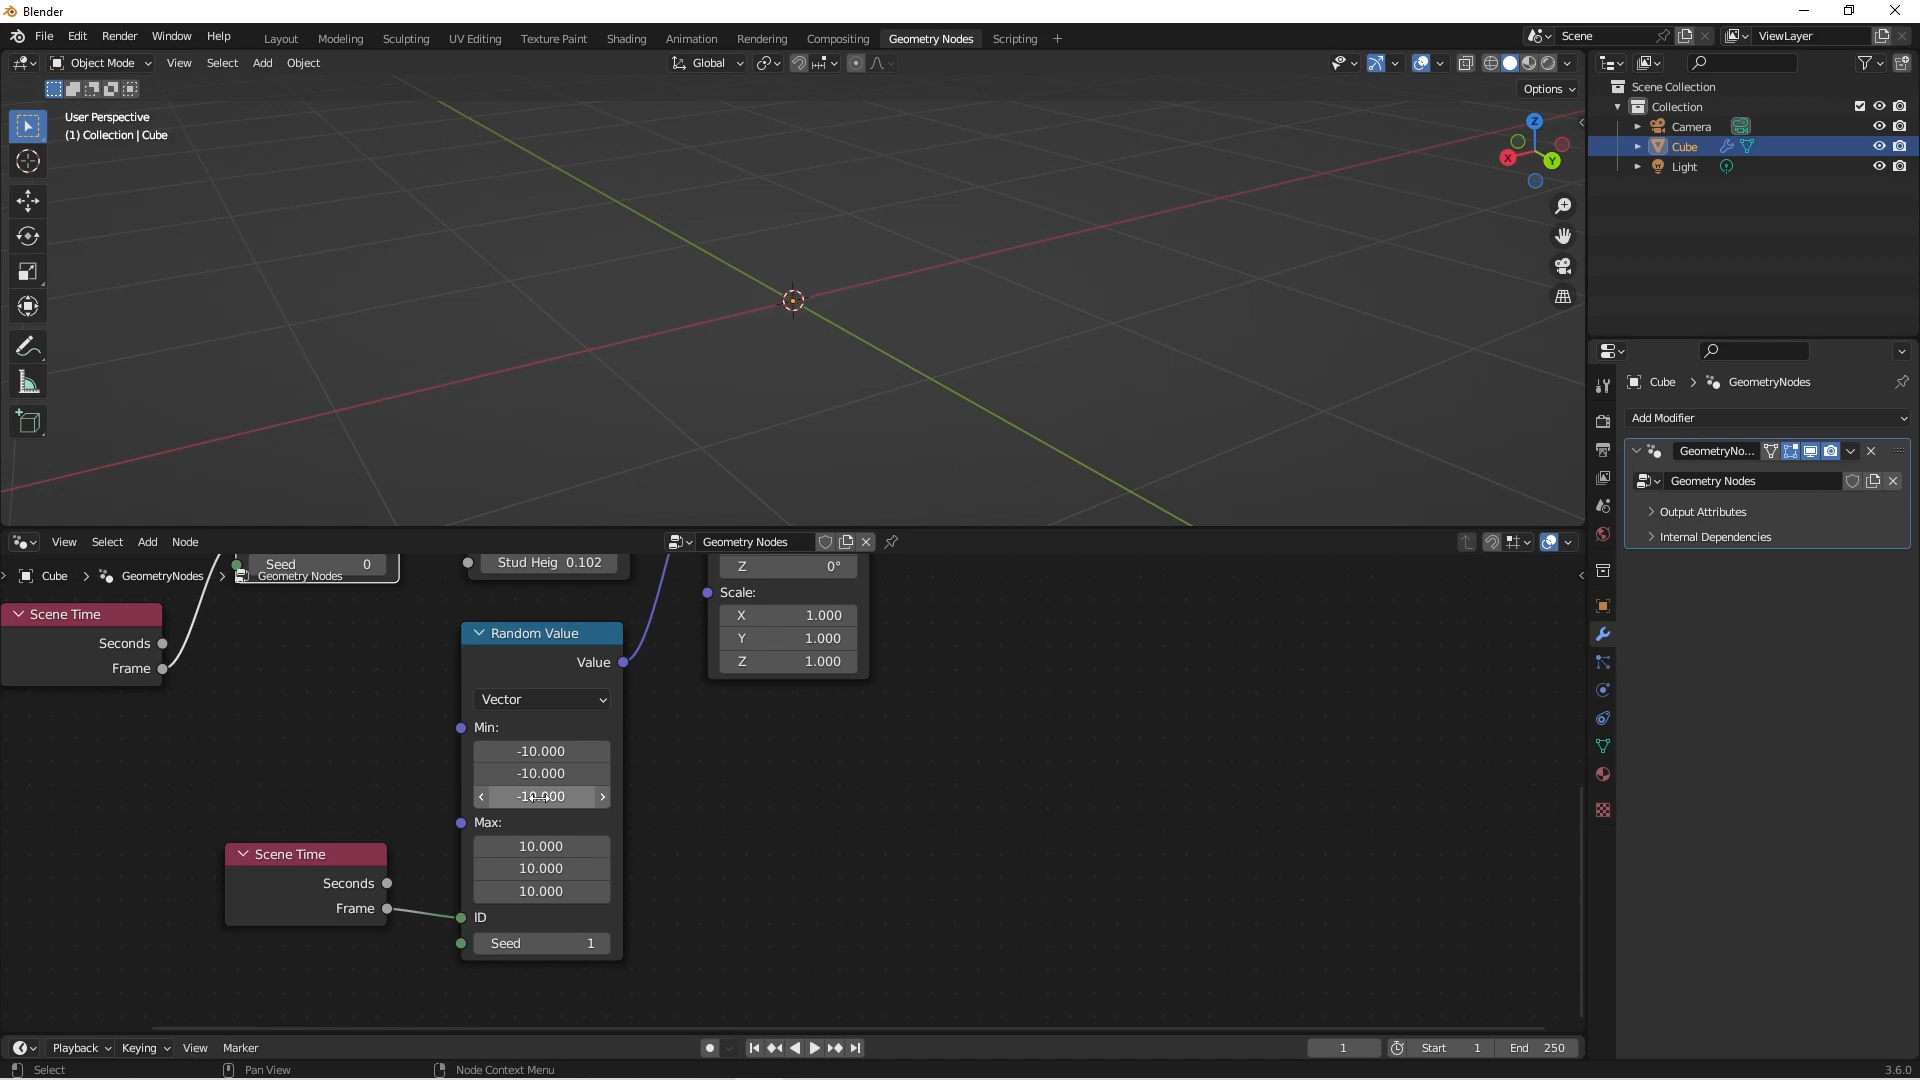 Blender
File Edit Render Window Help
Layout Modeling Sculpting UV Editing Texture Paint Shading Animation Rendering Compositing Geometry Nodes Scripting +
Scene
ViewLayer
Object Mode View Select Add Object
Global
Options
User Perspective
(1) Collection | Cube
Z
X
Y
Scene Collection
Collection
Camera
Cube
Light
Cube > GeometryNodes
Add Modifier
GeometryNo...
Geometry Nodes
Output Attributes
Internal Dependencies
View Select Add Node
Geometry Nodes
Seed 0
Cube > GeometryNodes > Geometry Nodes
Stud Heig 0.102
Z 0°
Scale:
X 1.000
Y 1.000
Z 1.000
Scene Time
Seconds
Frame
Random Value
Value
Vector
Min:
-10.000
-10.000
-10.000
Max:
10.000
10.000
10.000
ID
Seed 1
Scene Time
Seconds
Frame
Playback Keying View Marker
1
Start 1
End 250
Select
Pan View
Node Context Menu
3.6.0